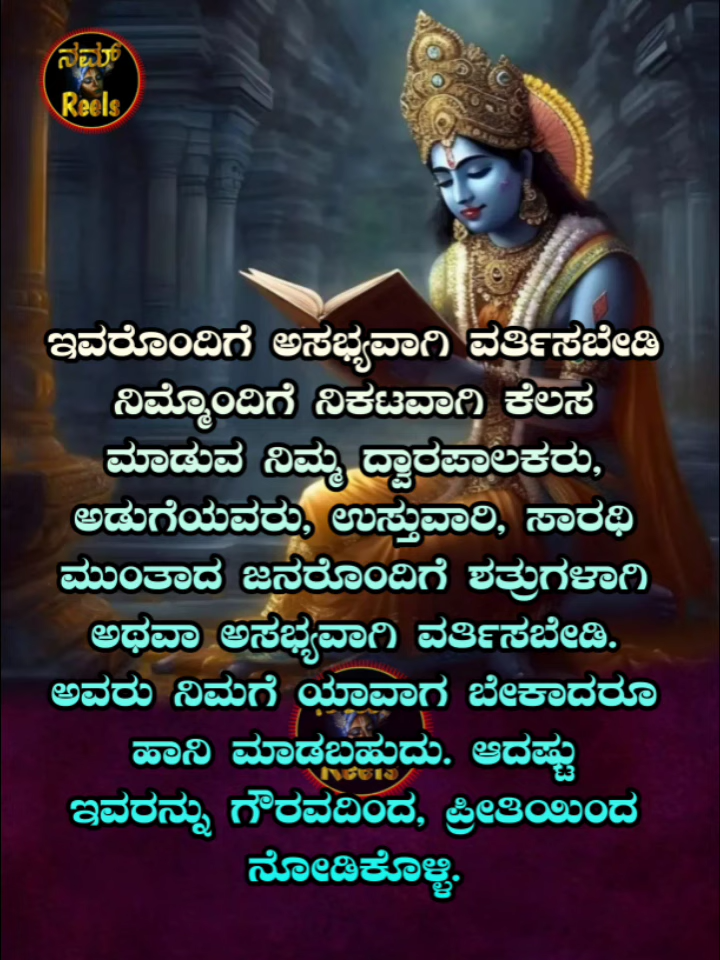 ನಮ್
Reels
ಇವರೊಂದಿಗೆ ಅಸಭ್ಯವಾಗಿ ವರ್ತಿಸಬೇಡಿ
ನಿಮ್ಮೊಂದಿಗೆ ನಿಕಟವಾಗಿ ಕೆಲಸ
ಮಾಡುವ ನಿಮ್ಮ ದ್ವಾರಪಾಲಕರು,
ಅಡುಗೆಯವರು, ಉಸ್ತುವಾರಿ, ಸಾರಥಿ
ಮುಂತಾದ ಜನರೊಂದಿಗೆ ಶತ್ರುಗಳಾಗಿ
ಅಥವಾ ಅಸಭ್ಯವಾಗಿ ವರ್ತಿಸಬೇಡಿ.
ಅವರು ನಿಮಗೆ ಯಾವಾಗ ಬೇಕಾದರೂ
ಹಾನಿ ಮಾಡಬಹುದು. ಆದಷ್ಟು
ಇವರನ್ನು ಗೌರವದಿಂದ, ಪ್ರೀತಿಯಿಂದ
ನೋಡಿಕೊಳ್ಳಿ.